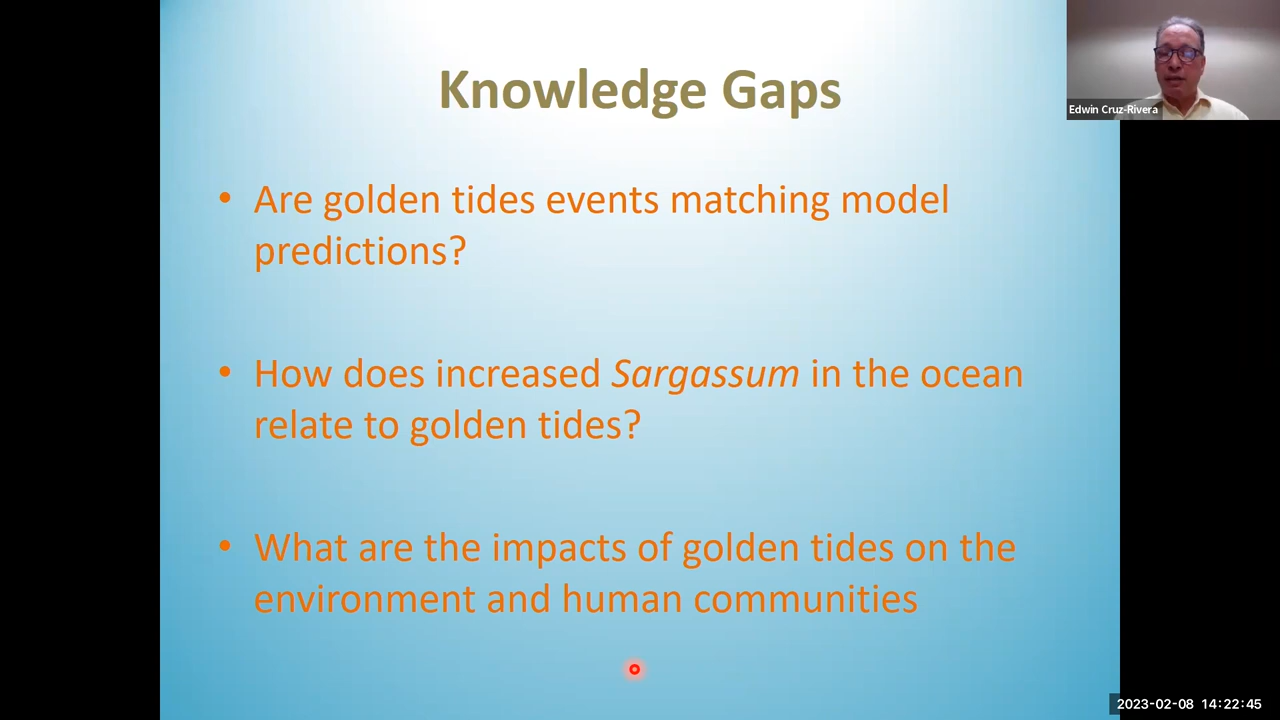 Knowledge Gaps
Edwin Cruz-Rivera
• Are golden tides events matching model
predictions?
• How does increased Sargassum in the ocean
relate to golden tides?
• What are the impacts of golden tides on the
environment and human communities
2023-02-08 14:22:45